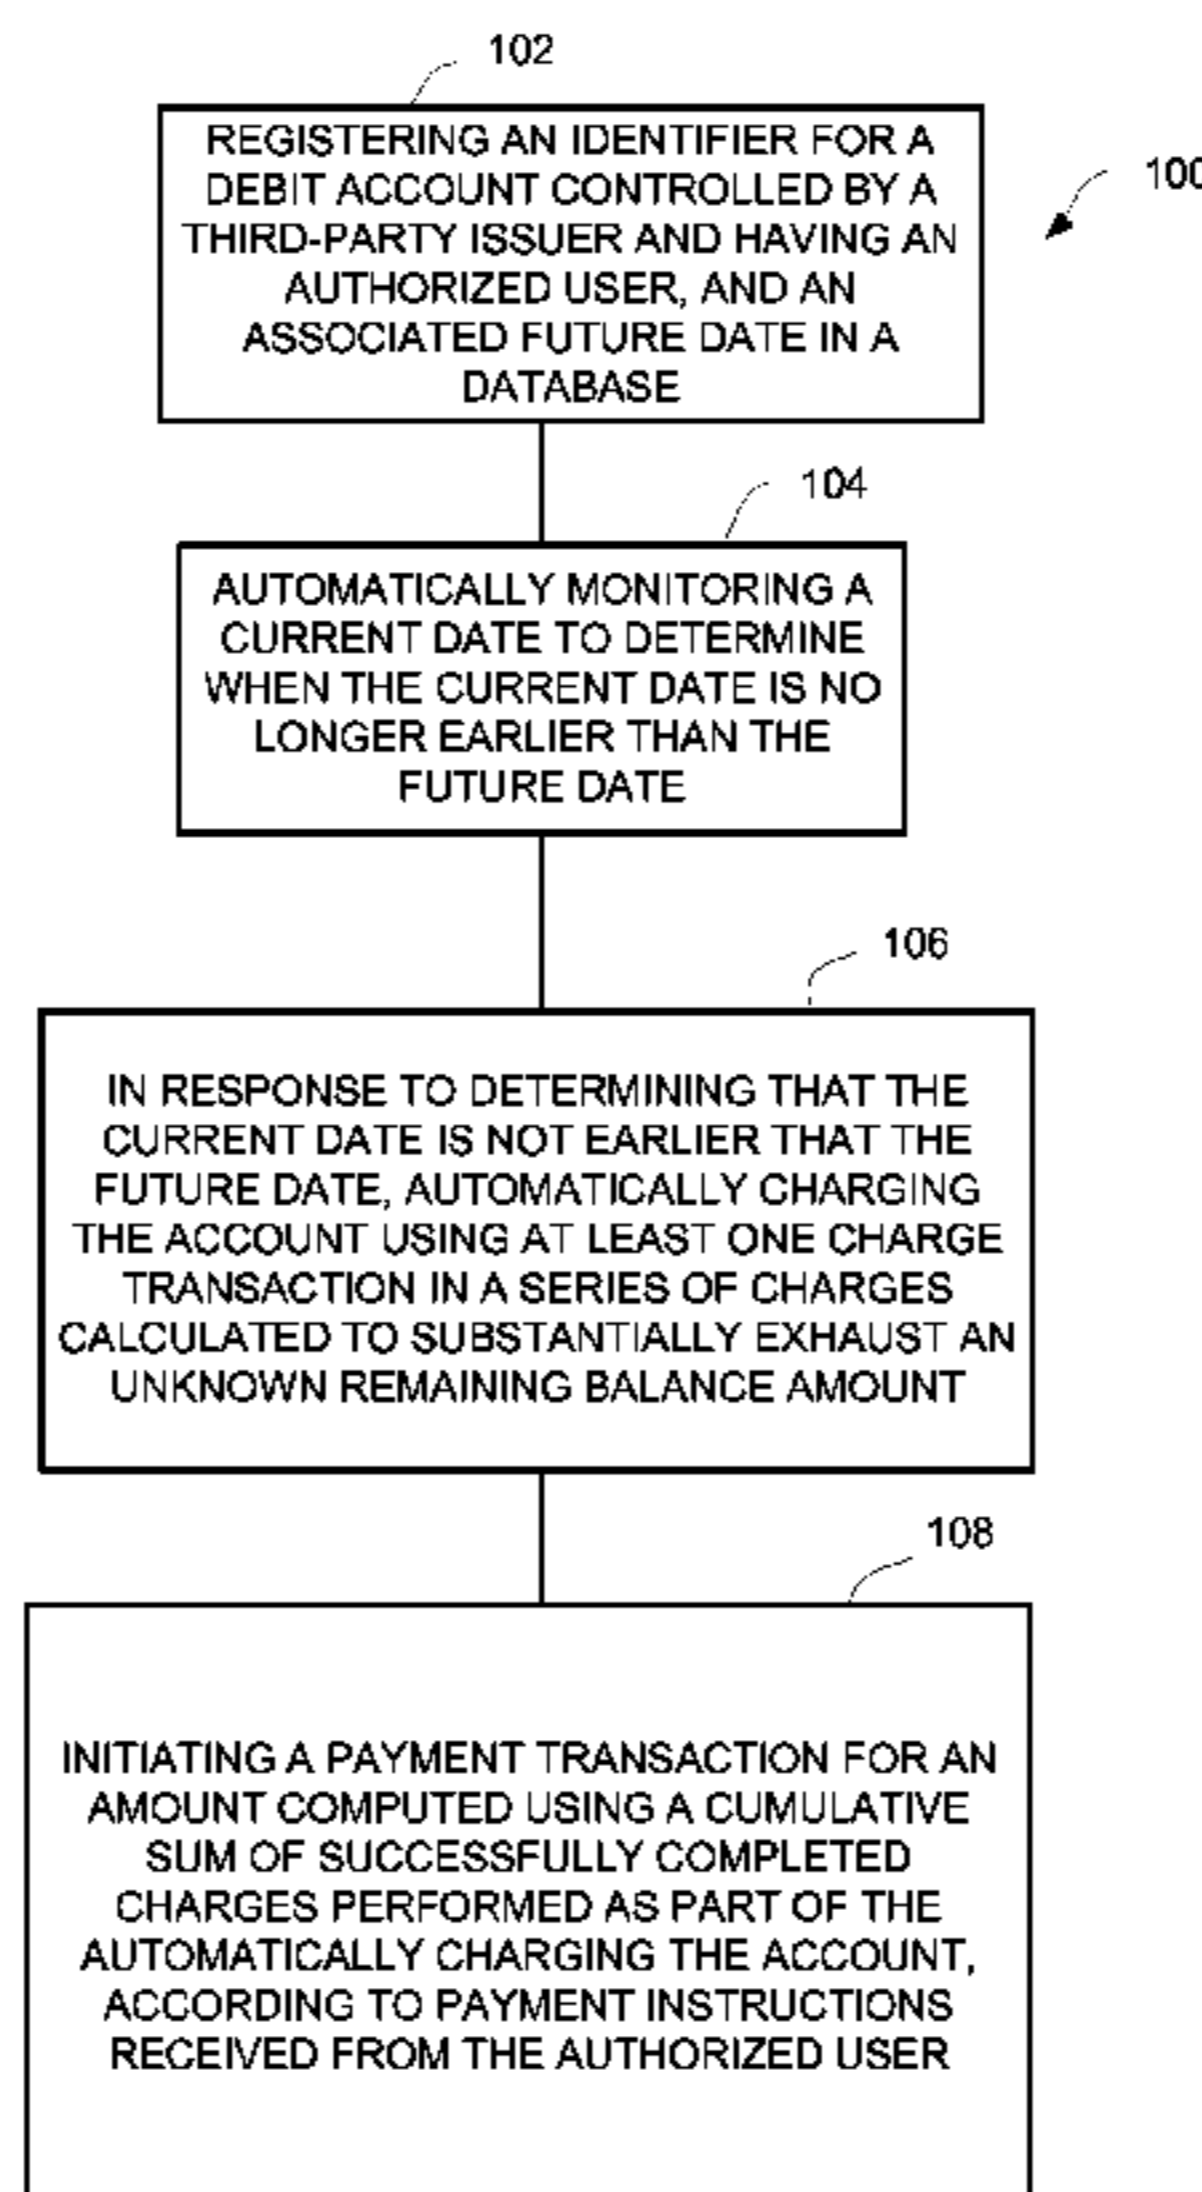 102
REGISTERING AN IDENTIFIER FOR A
DEBIT ACCOUNT CONTROLLED BY A
THIRD-PARTY ISSUER AND HAVING AN
AUTHORIZED USER, AND AN
ASSOCIATED FUTURE DATE IN A
DATABASE
100
104
AUTOMATICALLY MONITORING A
CURRENT DATE TO DETERMINE
WHEN THE CURRENT DATE IS NO
LONGER EARLIER THAN THE
FUTURE DATE
106
IN RESPONSE TO DETERMINING THAT THE
CURRENT DATE IS NOT EARLIER THAT THE
FUTURE DATE, AUTOMATICALLY CHARGING
THE ACCOUNT USING AT LEAST ONE CHARGE
TRANSACTION IN A SERIES OF CHARGES
CALCULATED TO SUBSTANTIALLY EXHAUST AN
UNKNOWN REMAINING BALANCE AMOUNT
108
INITIATING A PAYMENT TRANSACTION FOR AN
AMOUNT COMPUTED USING A CUMULATIVE
SUM OF SUCCESSFULLY COMPLETED
CHARGES PERFORMED AS PART OF THE
AUTOMATICALLY CHARGING THE ACCOUNT,
ACCORDING TO PAYMENT INSTRUCTIONS
RECEIVED FROM THE AUTHORIZED USER